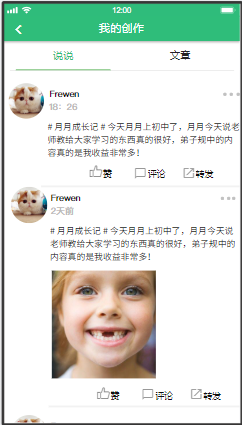 12:00
我的创作
说说 文章
Frewen
18：26
# 月月成长记 # 今天月月上初中了，月月今天说老
师教给大家学习的东西真的很好，弟子规中的内
容真的是我收益非常多！
赞 评论 转发
Frewen
2天前
# 月月成长记 # 今天月月上初中了，月月今天说
老师教给大家学习的东西真的很好，弟子规中的
内容真的是我收益非常多！
赞 评论 转发